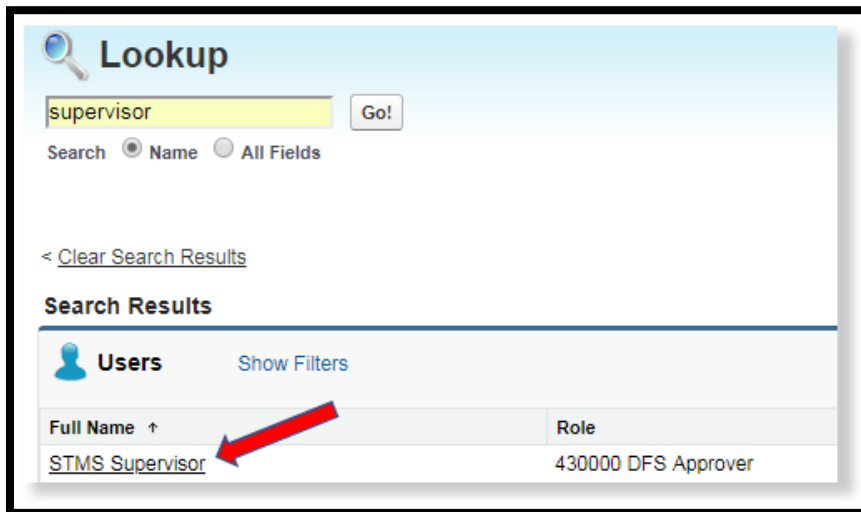 Lookup
supervisor Go!
Search Name All Fields
< Clear Search Results
Search Results
Users Show Filters
Full Name ↑ Role
STMS Supervisor 430000 DFS Approver